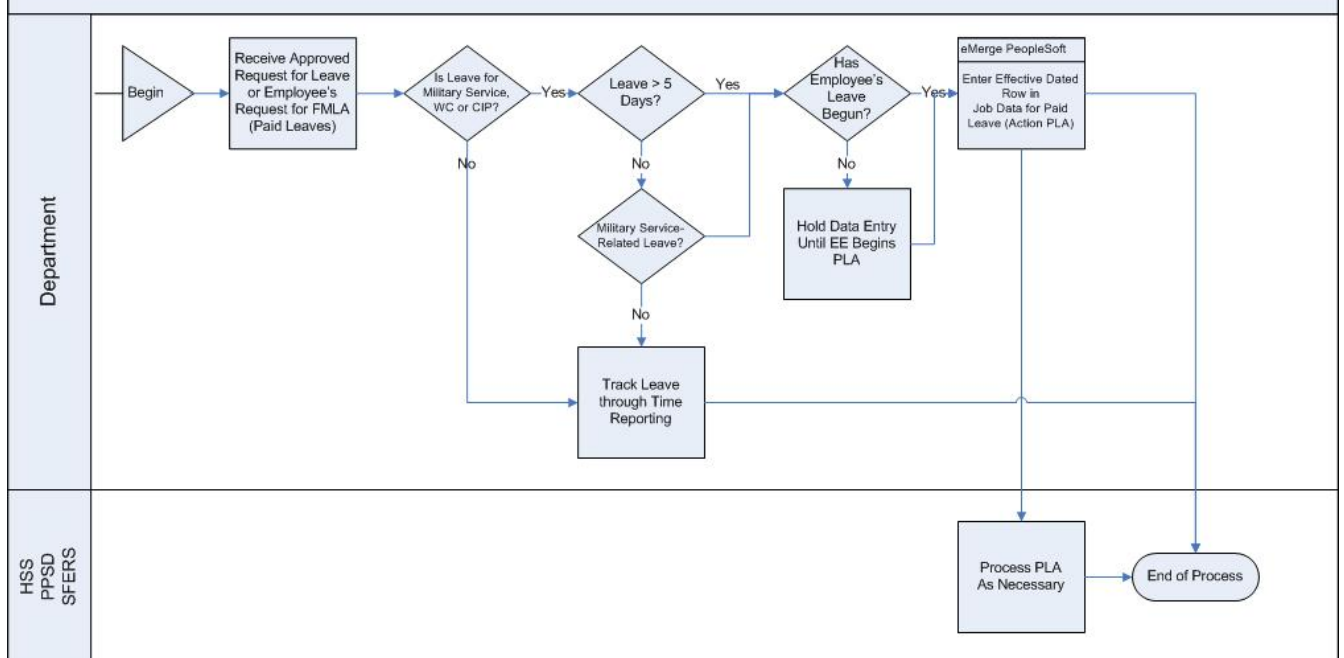 Department
Begin
Receive Approved
Request for Leave
or Employee's
Request for FMLA
(Paid Leaves)
Is Leave for
Military Service,
WC or CIP?
Yes
No
Leave > 5
Days?
Yes
No
Military Service-
Related Leave?
No
Track Leave
through Time
Reporting
Has
Employee's
Leave
Begun?
Yes
No
Hold Data Entry
Until EE Begins
PLA
eMerge PeopleSoft
Enter Effective Dated
Row in
Job Data for Paid
Leave (Action PLA)
HSS
PPSD
SFERS
Process PLA
As Necessary
End of Process